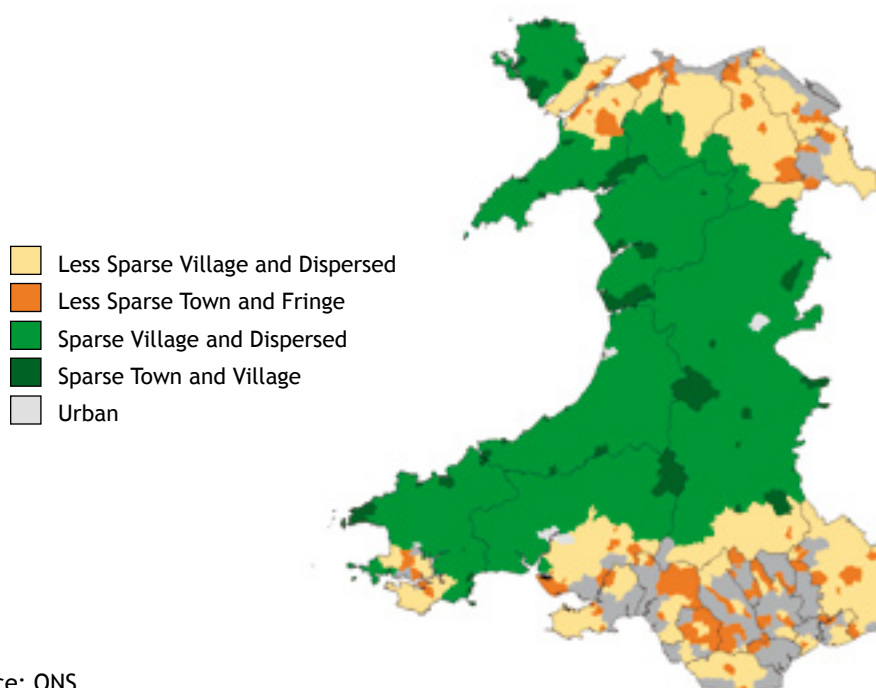 Less Sparse Village and Dispersed
Less Sparse Town and Fringe
Sparse Village and Dispersed
Sparse Town and Village
Urban
ONS